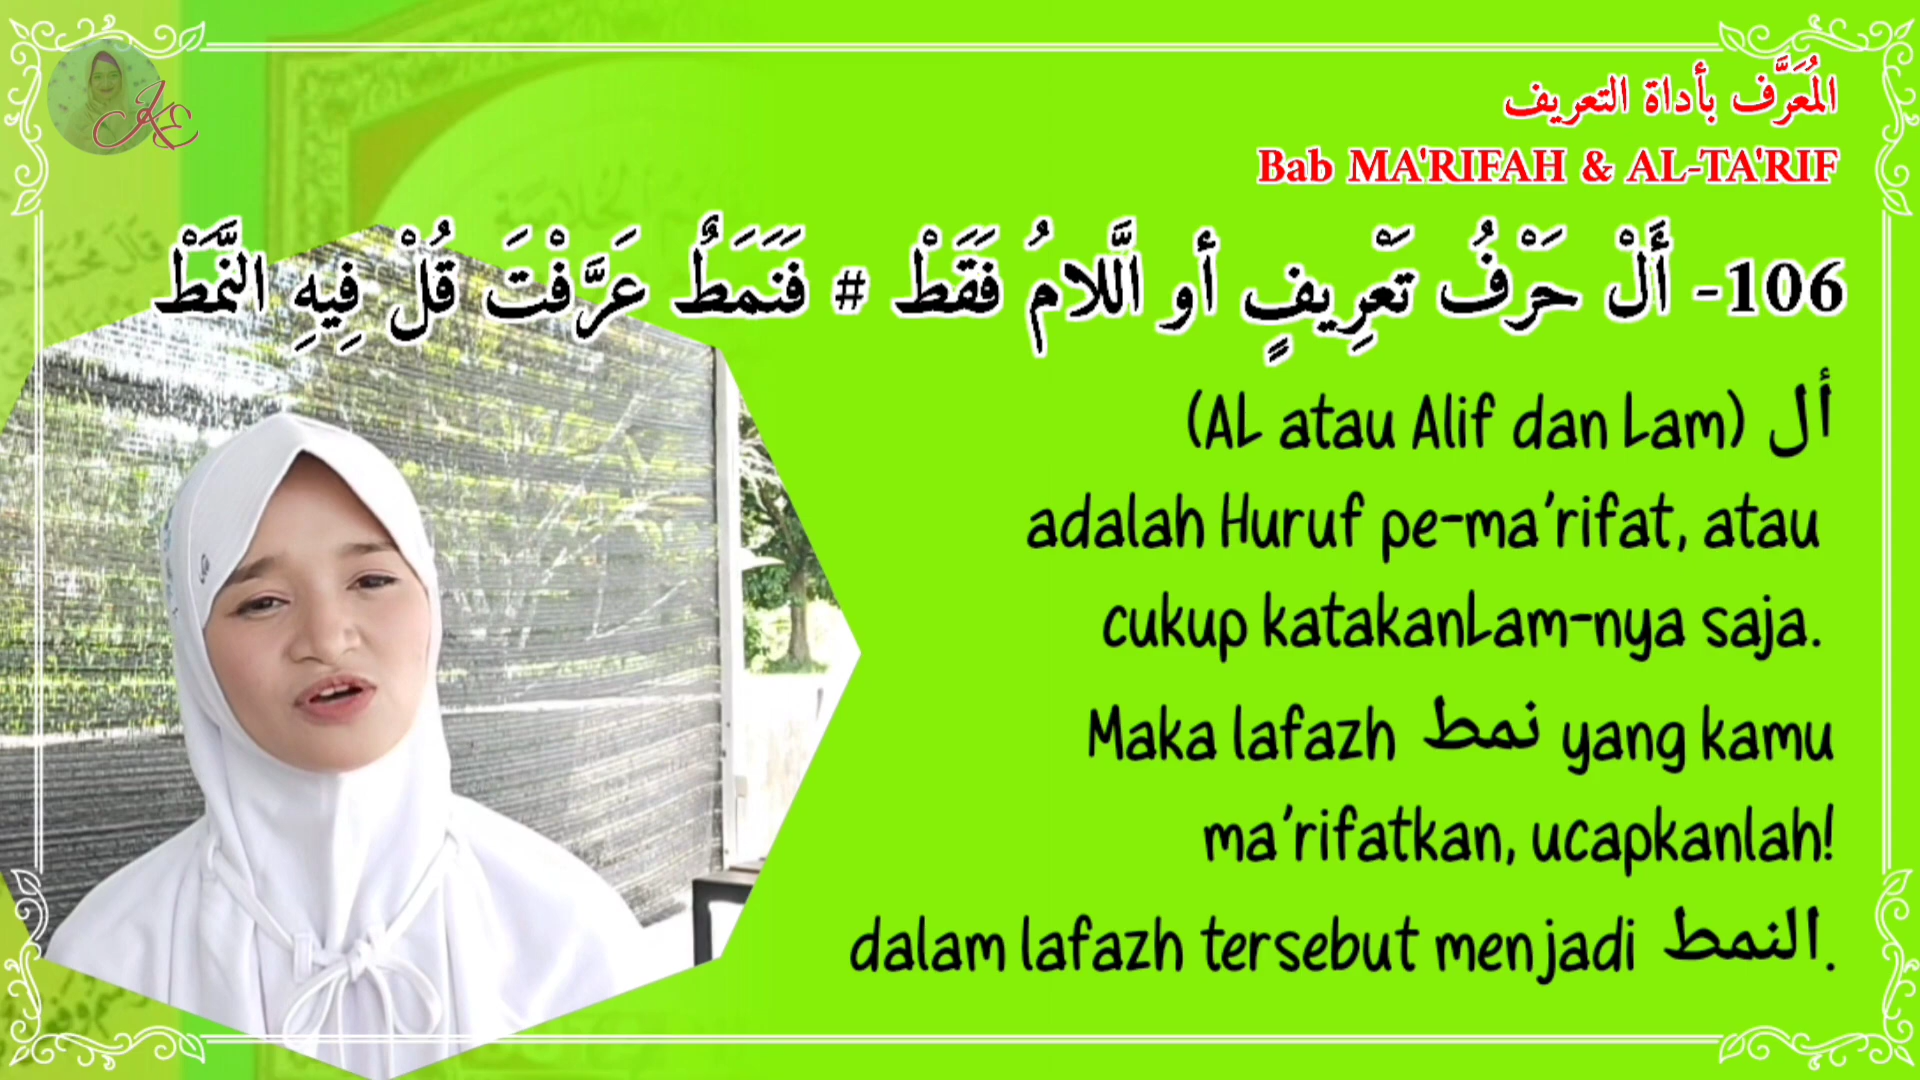 المُعَرَّف بأداة التعريف
Bab MA'RIFAH & AL-TA'RIF
106- أَلْ حَرْفُ تَعْرِيفٍ أو الَّلامُ فَقَطْ # فَنَمَطٌ عَرَّفْتَ قُلْ فِيهِ النَّمَطْ
(AL atau Alif dan Lam) أل
adalah Huruf pe-ma'rifat, atau
cukup katakanLam-nya saja.
Maka lafazh نمط yang kamu
ma'rifatkan, ucapkanlah!
dalam lafazh tersebut menjadi النمط.